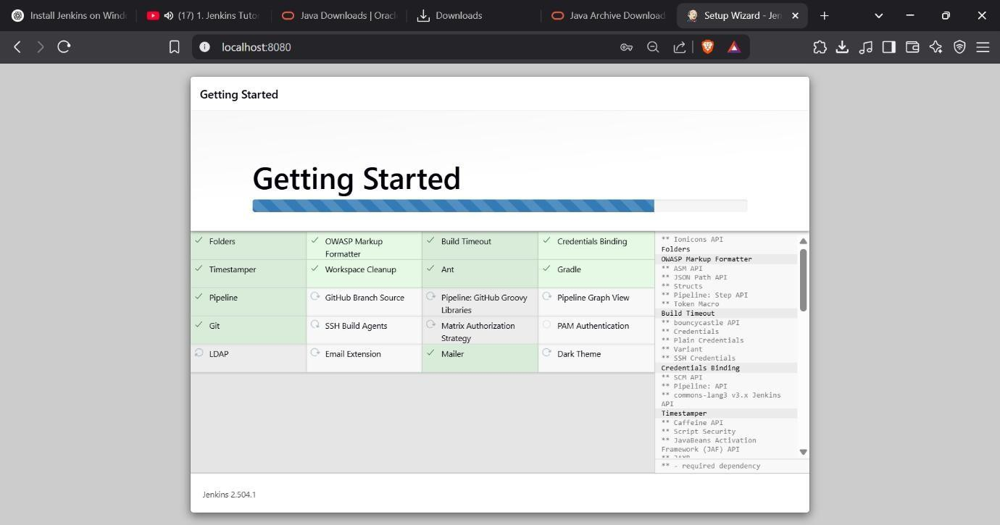 Install Jenkins on Wind
(17) 1. Jenkins Tutor
Java Downloads | Oracl
Downloads
Java Archive Download
Setup Wizard - Jen
localhost:8080
Getting Started
Getting Started
Folders
OWASP Markup
Formatter
Build Timeout
Credentials Binding
Timestamper
Workspace Cleanup
Ant
Gradle
Pipeline
GitHub Branch Source
Pipeline: GitHub Groovy
Libraries
Pipeline Graph View
Git
SSH Build Agents
Matrix Authorization
Strategy
PAM Authentication
LDAP
Email Extension
Mailer
Dark Theme
** Ionicons API
Folders
OWASP Markup Formatter
** ASM API
** JSON Path API
** Structs
** Pipeline: Step API
** Token Macro
Build Timeout
** bouncycastle API
** Credentials
** Plain Credentials
** Variant
** SSH Credentials
Credentials Binding
** SCM API
** Pipeline: API
** commons-lang3 v3.x Jenkins
API
Timestamper
** Caffeine API
** Script Security
** JavaBeans Activation
Framework (JAF) API
** JAXB
** - required dependency
Jenkins 2.504.1